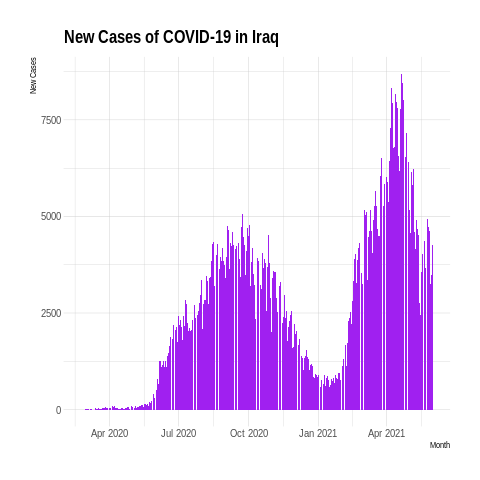 New Cases of COVID-19 in Iraq
New Cases
7500
5000
2500
0
Apr 2020 Jul 2020 Oct 2020 Jan 2021 Apr 2021
Month